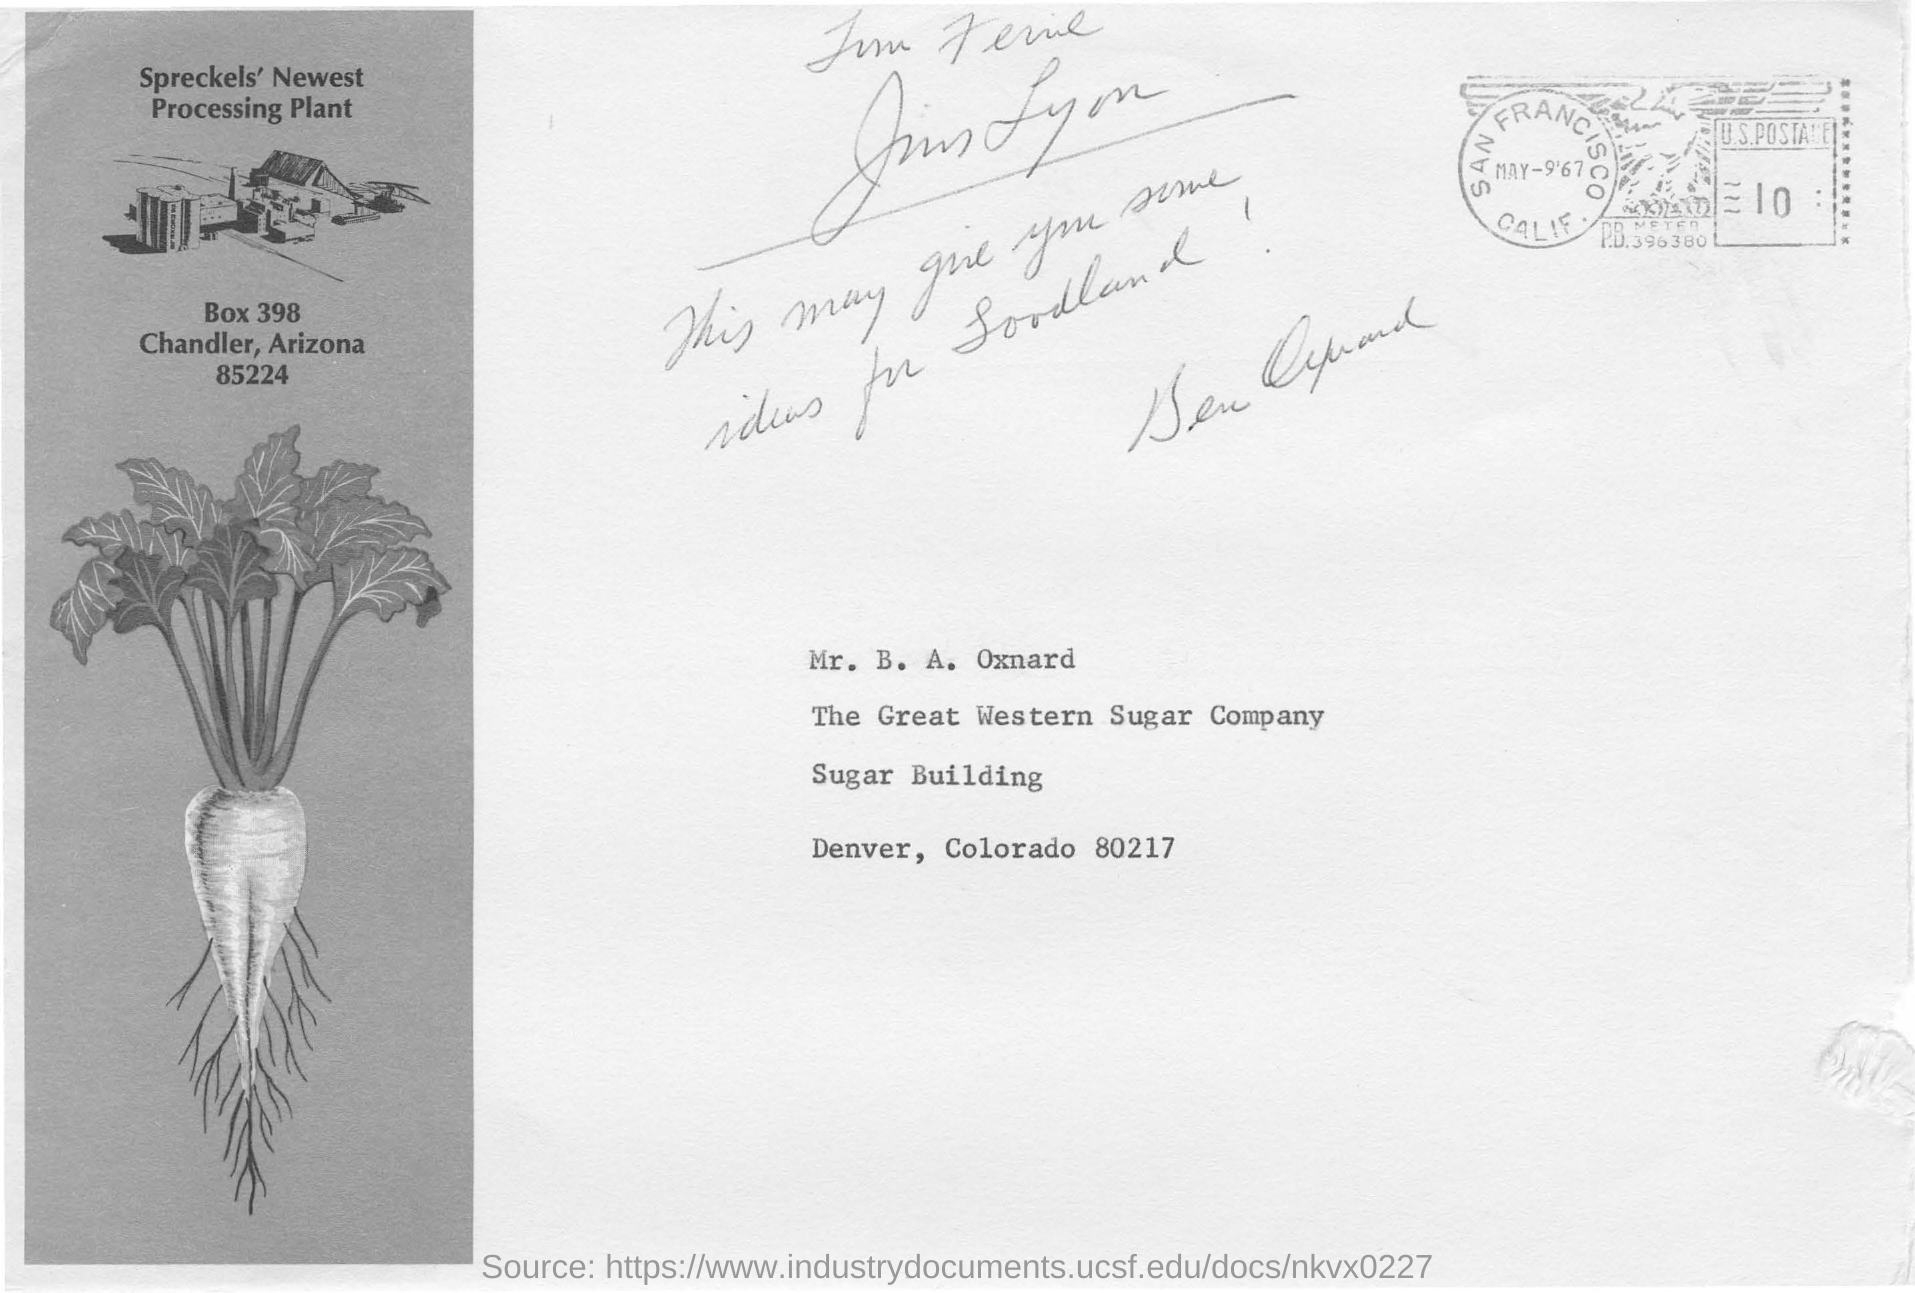 Spreckels' Newest
Processing Plant
Box 398
Chandler, Arizona
85224
Jim Lyon
This may give you some
ideas for Goodland!
Ben Oxnard
SAN FRANCISCO
MAY-9'67
CALIF.
U.S.POSTAGE
10
P.B. METER
396380
Mr. B. A. Oxnard
The Great Western Sugar Company
Sugar Building
Denver, Colorado 80217
Source: https://www.industrydocuments.ucsf.edu/docs/nkvx0227